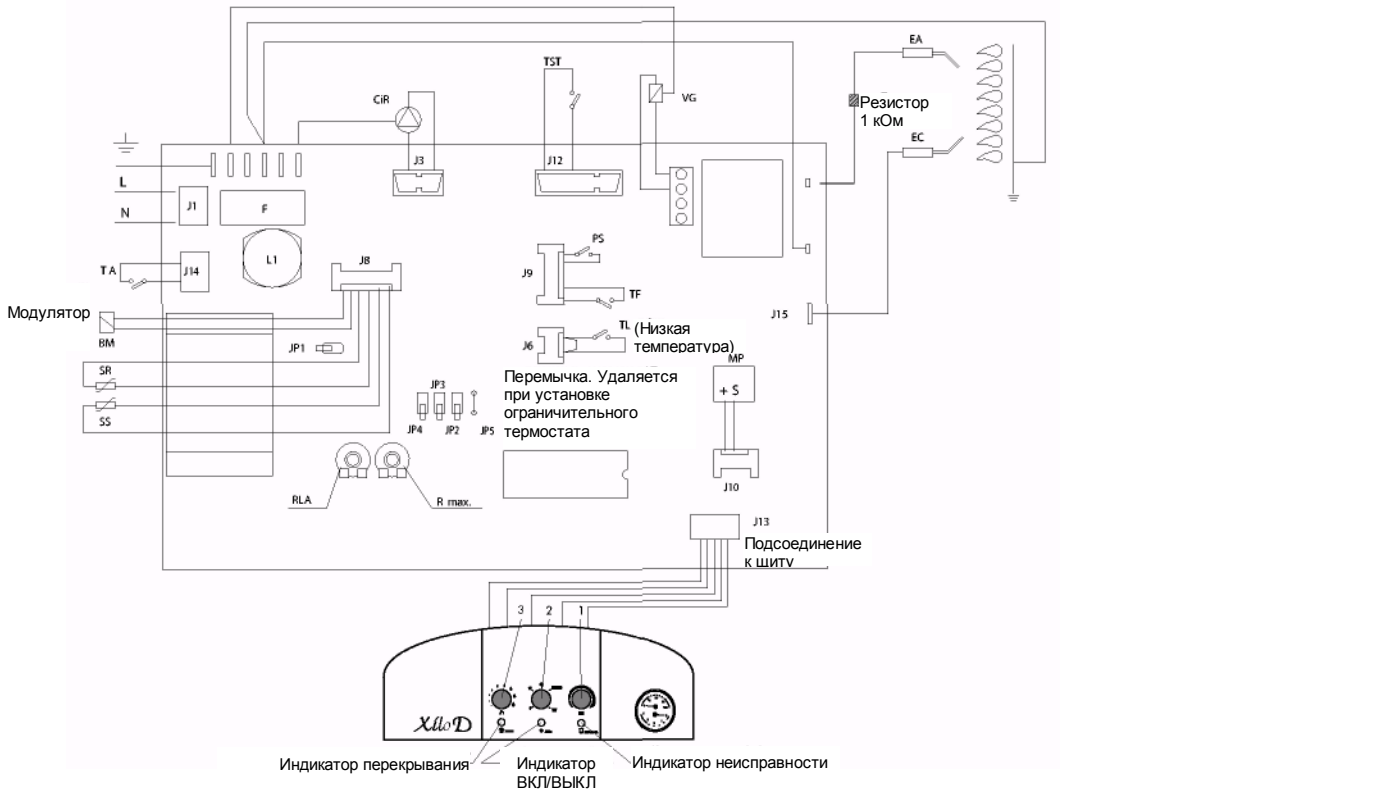 EA
TST
CiR
VG
Резистор
1 кОм
EC
J3
J12
L
J1
F
N
PS
L1
J8
J9
TA
J14
TF
Модулятор
J15
TL
(Низкая
температура)
BM
JP1
J6
MP
SR
Перемычка. Удаляется
при установке
ограничительного
термостата
JP3
+ S
SS
JP4
JP2
JP5
J10
RLA
R max.
J13
Подсоединение
к щиту
3
2
1
XilloD
Индикатор перекрывания
Индикатор
ВКЛ/ВЫКЛ
Индикатор неисправности